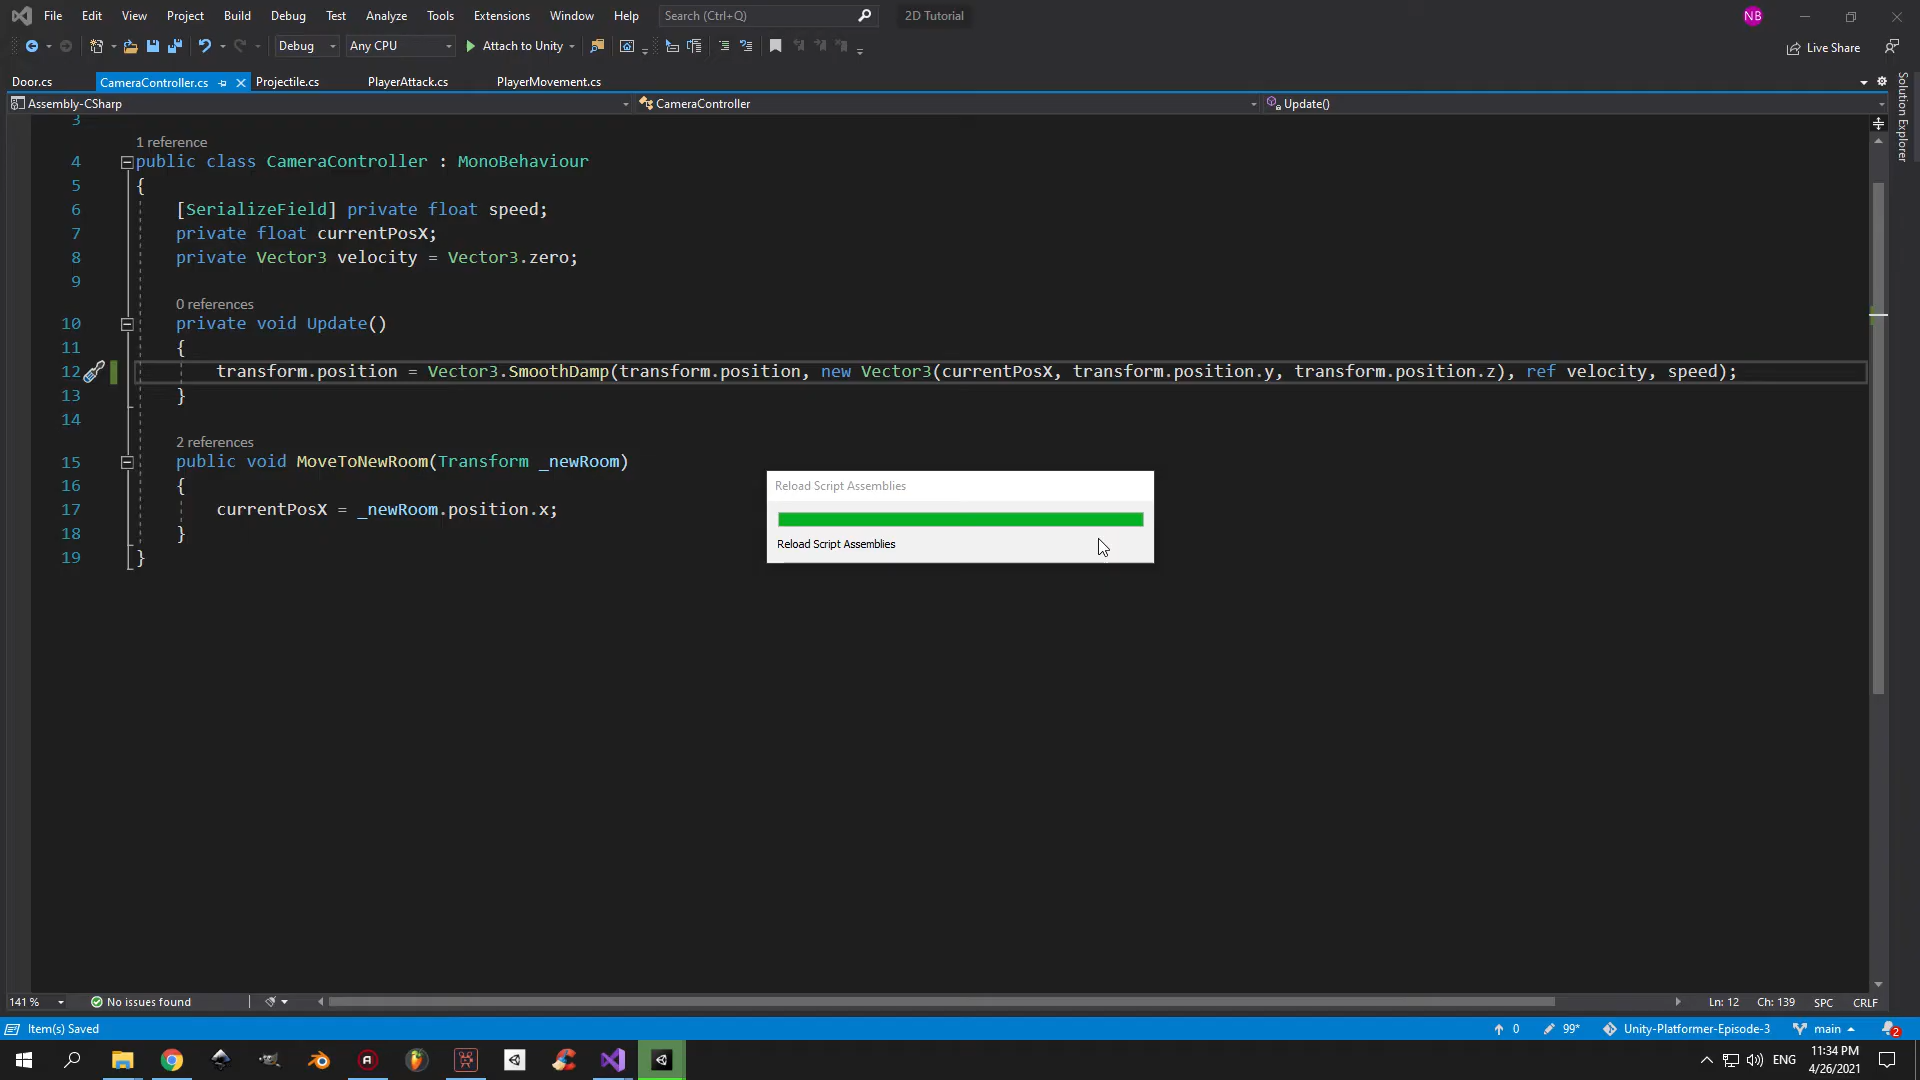 File Edit View Project Build Debug Test Analyze Tools Extensions Window Help Search (Ctrl+Q) 2D Tutorial NB
Debug Any CPU Attach to Unity Live Share
Door.cs CameraController.cs Projectile.cs PlayerAttack.cs PlayerMovement.cs
Assembly-CSharp CameraController Update()
Solution Explorer
3
1 reference
4 public class CameraController : MonoBehaviour
5 {
6 [SerializeField] private float speed;
7 private float currentPosX;
8 private Vector3 velocity = Vector3.zero;
9
0 references
10 private void Update()
11 {
12 transform.position = Vector3.SmoothDamp(transform.position, new Vector3(currentPosX, transform.position.y, transform.position.z), ref velocity, speed);
13 }
14
2 references
15 public void MoveToNewRoom(Transform _newRoom)
16 {
17 currentPosX = _newRoom.position.x;
18 }
19 }
Reload Script Assemblies
Reload Script Assemblies
141 % No issues found Ln: 12 Ch: 139 SPC CRLF
Item(s) Saved 0 99* Unity-Platformer-Episode-3 main 2
ENG 11:34 PM
4/26/2021